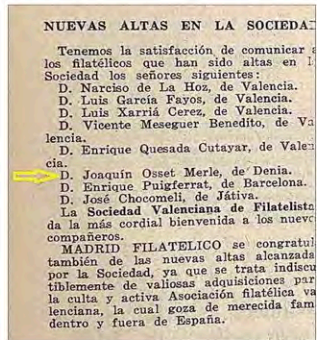 NUEVAS ALTAS EN LA SOCIEDA
Tenemos la satisfacción de comunicar a
los filatélicos que han sido altas en l
Sociedad los señores siguientes:
D. Narciso de La Hoz, de Valencia.
D. Luis García Fayos, de Valencia.
D. Luis Xarriá Cerez, de Valencia.
D. Vicente Meseguer Benedito, de Va
lencia.
D. Enrique Quesada Cutayar, de Valen
cia.
D. Joaquín Osset Merle, de Denia.
D. Enrique Puigferrat, de Barcelona.
D. José Chocomeli, de Játiva.
La Sociedad Valenciana de Filatelista
da la más cordial bienvenida a los nuevo
compañeros.
MADRID FILATELICO se congratul
también de las nuevas altas alcanzada
por la Sociedad, ya que se trata indiscu
tiblemente de valiosas adquisiciones par
la culta y activa Asociación filatélica va
lenciana, la cual goza de merecida fam
dentro y fuera de España.